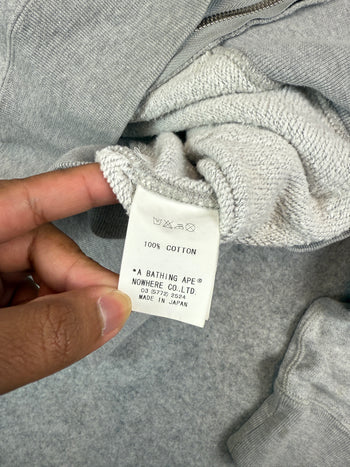 100% COTTON
*A BATHING APE®
NOWHERE CO.,LTD.
03 (5772) 2524
MADE IN JAPAN